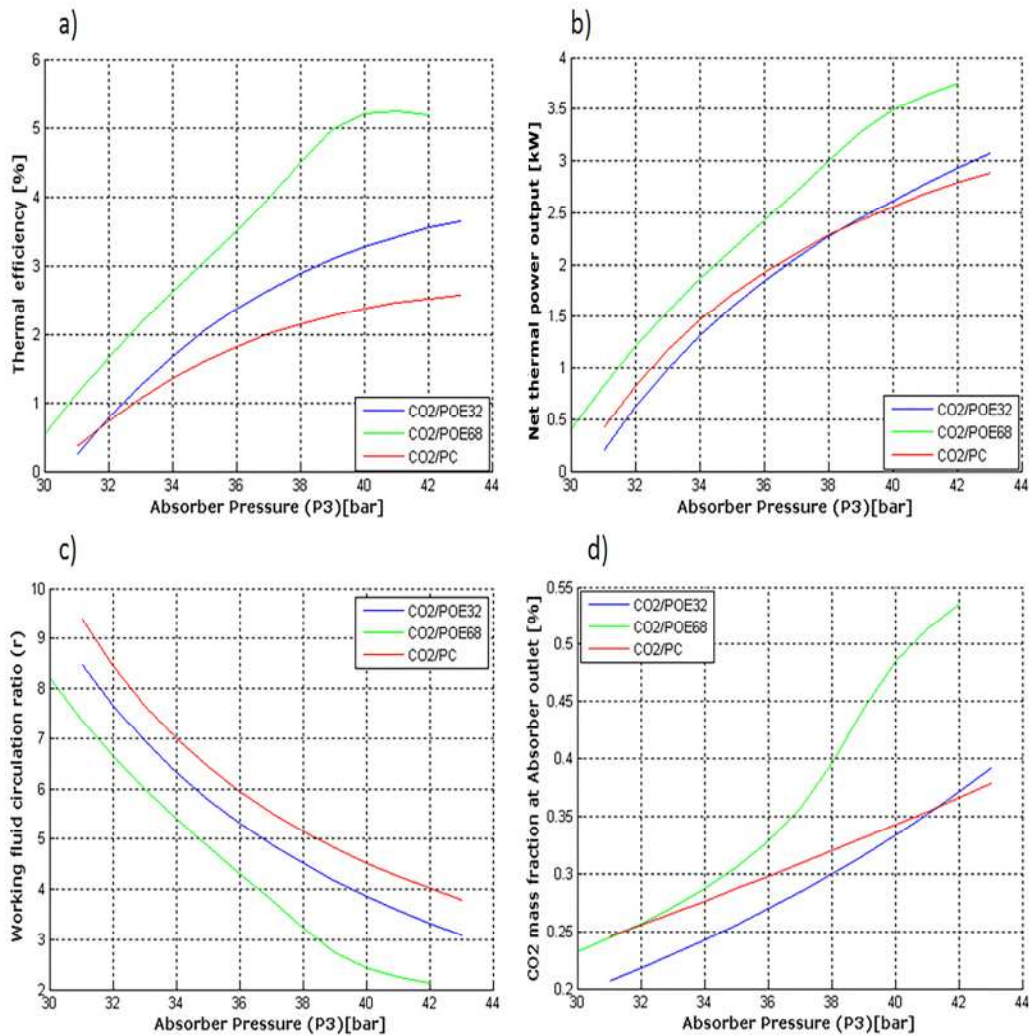 a)
Thermal efficiency [%]
6
5
4
3
2
1
0
30 32 34 36 38 40 42 44
Absorber Pressure (P3)[bar]
CO2/POE32
CO2/POE68
CO2/PC
b)
Net thermal power output [kW]
4
3.5
3
2.5
2
1.5
1
0.5
0
30 32 34 36 38 40 42 44
Absorber Pressure (P3)[bar]
CO2/POE32
CO2/POE68
CO2/PC
c)
Working fluid circulation ratio (r)
10
9
8
7
6
5
4
3
2
30 32 34 36 38 40 42 44
Absorber Pressure (P3)[bar]
CO2/POE32
CO2/POE68
CO2/PC
d)
CO2 mass fraction at Absorber outlet [%]
0.55
0.5
0.45
0.4
0.35
0.3
0.25
0.2
30 32 34 36 38 40 42 44
Absorber Pressure (P3)[bar]
CO2/POE32
CO2/POE68
CO2/PC